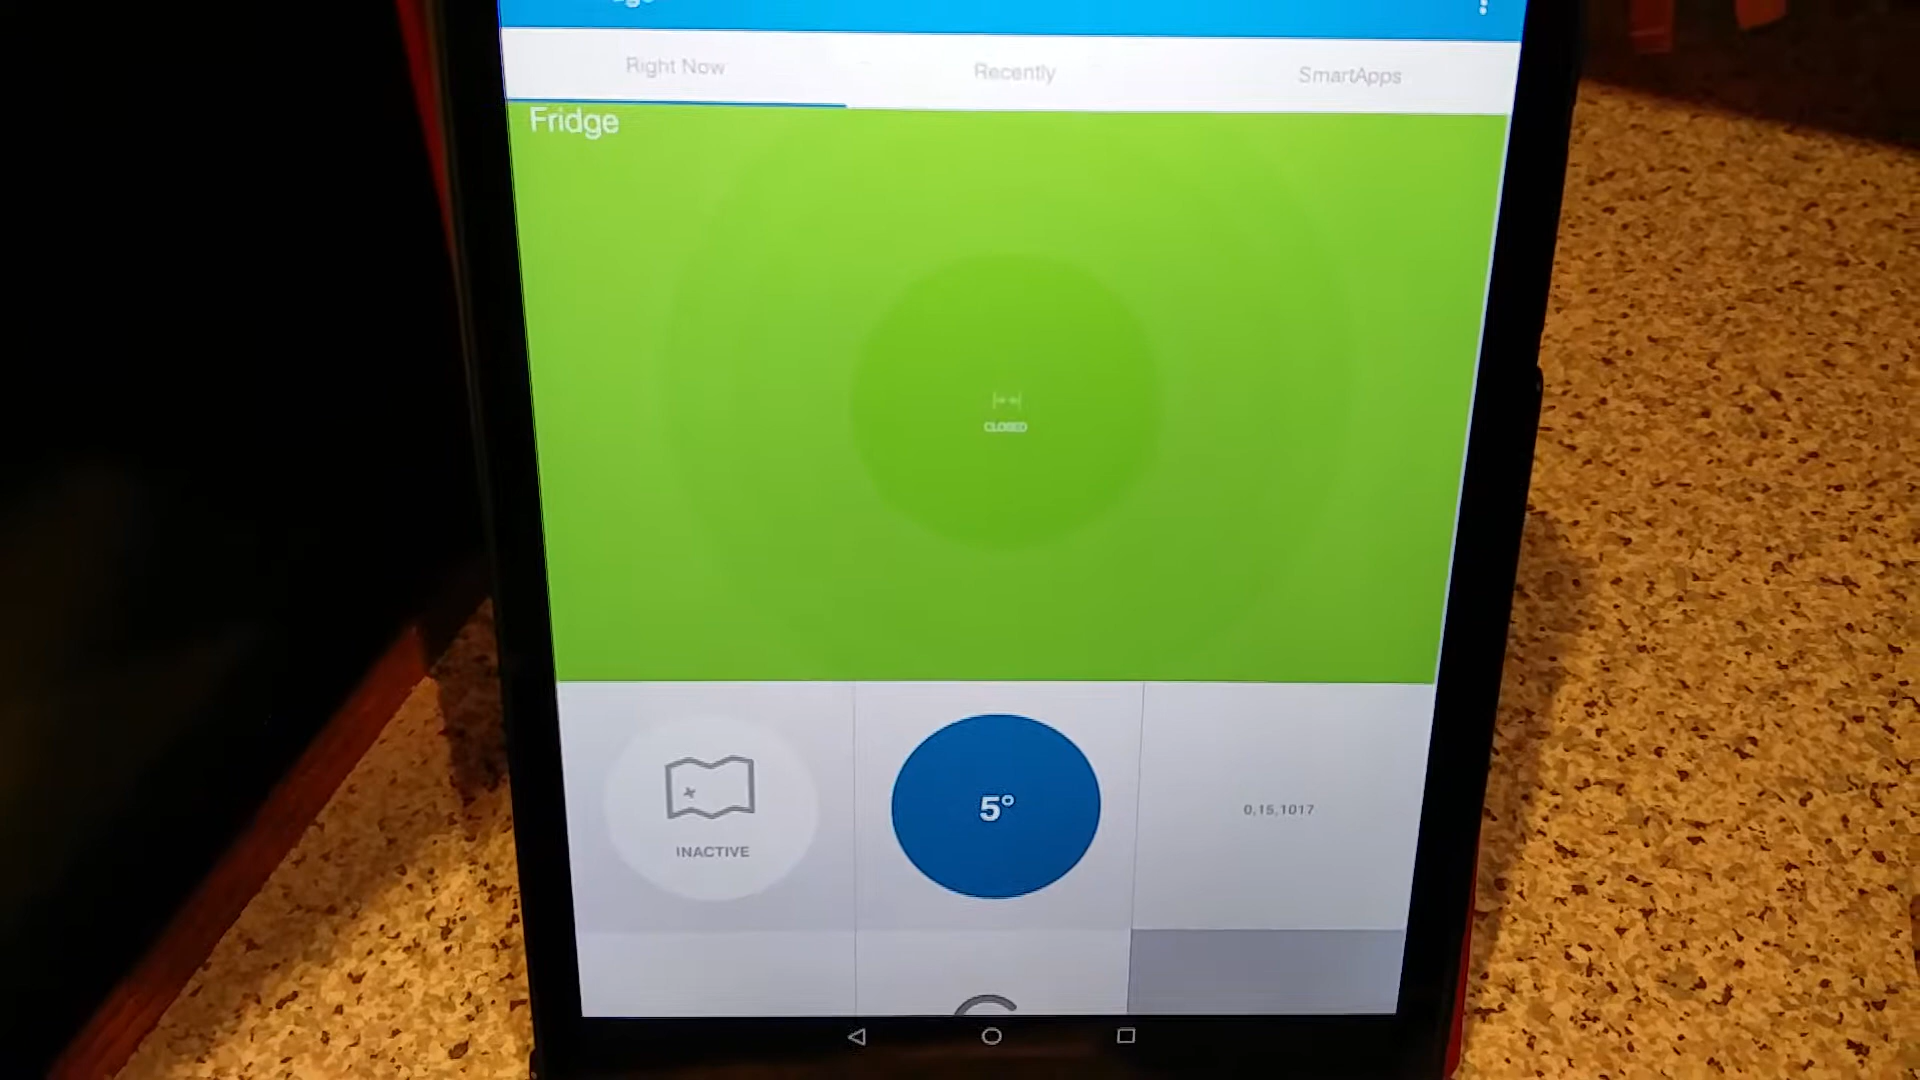 Right Now
Recently
SmartApps
Fridge
CLOSED
INACTIVE
5°
0,15,1017